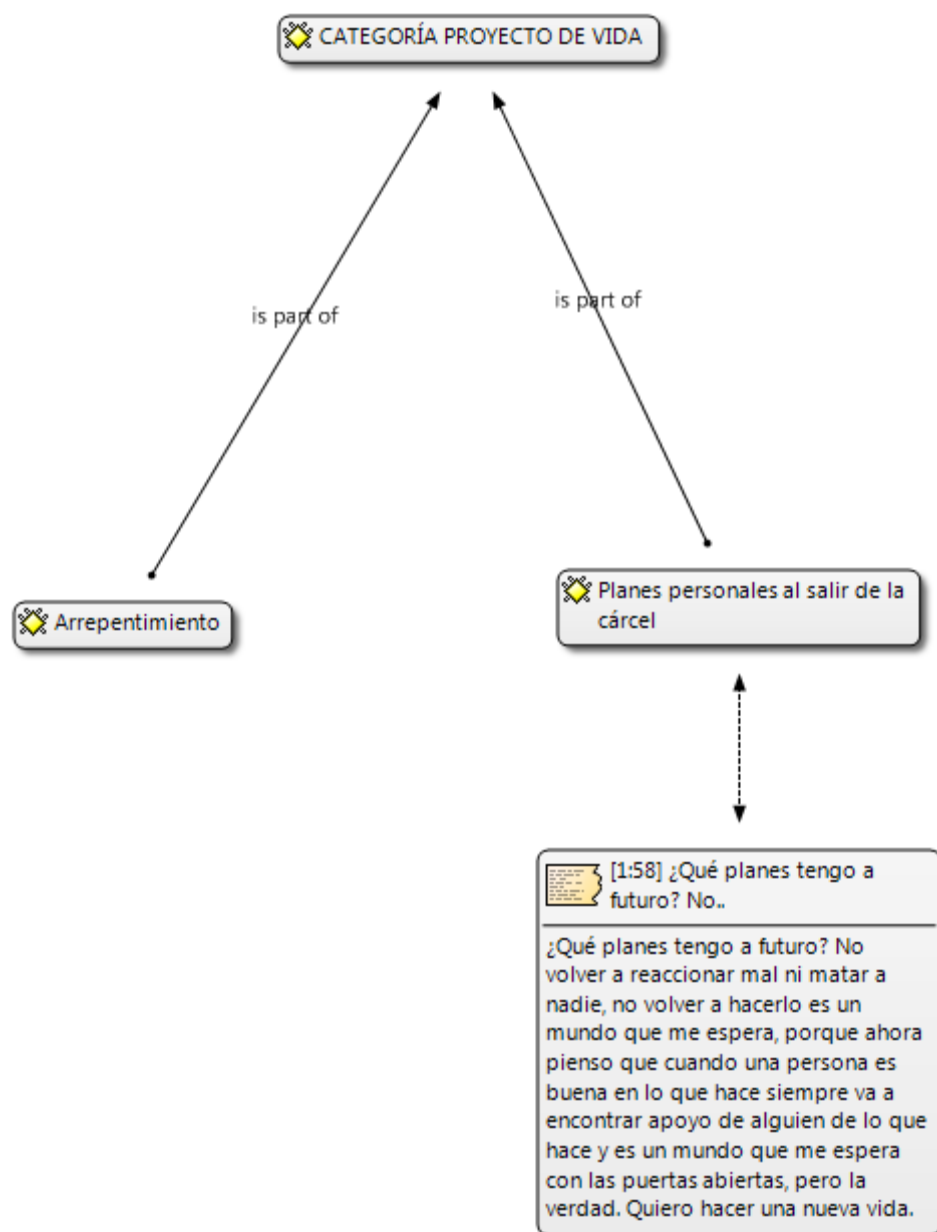 CATEGORÍA PROYECTO DE VIDA
is part of
is part of
Arrepentimiento
Planes personales al salir de la
cárcel
[1:58] ¿Qué planes tengo a
futuro? No..
¿Qué planes tengo a futuro? No
volver a reaccionar mal ni matar a
nadie, no volver a hacerlo es un
mundo que me espera, porque ahora
pienso que cuando una persona es
buena en lo que hace siempre va a
encontrar apoyo de alguien de lo que
hace y es un mundo que me espera
con las puertas abiertas, pero la
verdad. Quiero hacer una nueva vida.